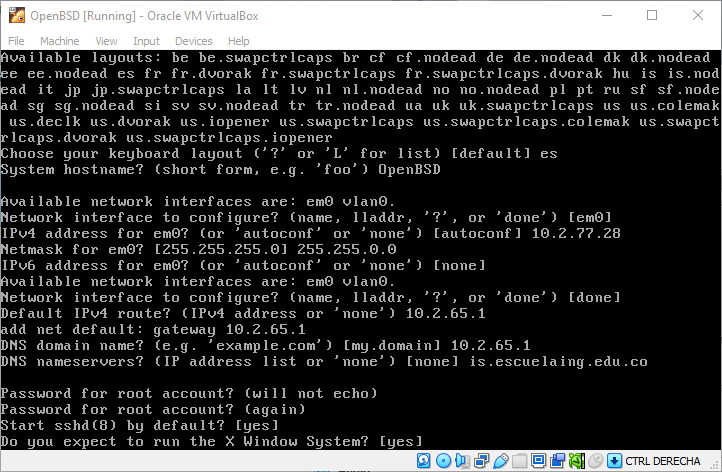 OpenBSD [Running] - Oracle VM VirtualBox
File Machine View Input Devices Help
Available layouts: be be.swapctrlcaps br cf cf.nodead de de.nodead dk dk.nodead
ee ee.nodead es fr fr.dvorak fr.swapctrlcaps fr.swapctrlcaps.dvorak hu is is.nod
ead it jp jp.swapctrlcaps la lt lv nl nl.nodead no no.nodead pl pt ru sf sf.node
ad sg sg.nodead si sv sv.nodead tr tr.nodead ua uk uk.swapctrlcaps us us.colemak
us.declk us.dvorak us.iopener us.swapctrlcaps us.swapctrlcaps.colemak us.swapct
rlcaps.dvorak us.swapctrlcaps.iopener
Choose your keyboard layout ('?' or 'L' for list) [default] es
System hostname? (short form, e.g. 'foo') OpenBSD
Available network interfaces are: em0 vlan0.
Network interface to configure? (name, lladdr, '?', or 'done') [em0]
IPv4 address for em0? (or 'autoconf' or 'none') [autoconf] 10.2.77.28
Netmask for em0? [255.255.255.0] 255.255.0.0
IPv6 address for em0? (or 'autoconf' or 'none') [none]
Available network interfaces are: em0 vlan0.
Network interface to configure? (name, lladdr, '?', or 'done') [done]
Default IPv4 route? (IPv4 address or 'none') 10.2.65.1
add net default: gateway 10.2.65.1
DNS domain name? (e.g. 'example.com') [my.domain] 10.2.65.1
DNS nameservers? (IP address list or 'none') [none] is.escuelaing.edu.co
Password for root account? (will not echo)
Password for root account? (again)
Start sshd(8) by default? [yes]
Do you expect to run the X Window System? [yes]
CTRL DERECHA